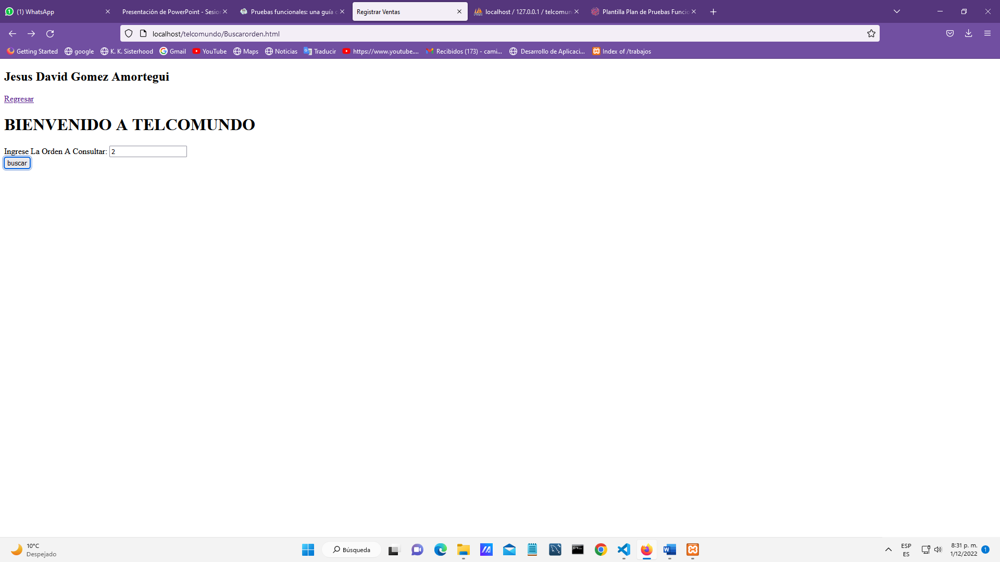 (1) WhatsApp
Presentación de PowerPoint - Sesio
Pruebas funcionales: una guía c
Registrar Ventas
localhost / 127.0.0.1 / telcomun
Plantilla Plan de Pruebas Funcio
localhost/telcomundo/Buscarorden.html
Getting Started
google
K. K. Sisterhood
Gmail
YouTube
Maps
Noticias
Traducir
https://www.youtube....
Recibidos (173) - cami...
Desarrollo de Aplicaci...
Index of /trabajos
Jesus David Gomez Amortegui
Regresar
BIENVENIDO A TELCOMUNDO
Ingrese La Orden A Consultar: 2
buscar
10°C
Despejado
Búsqueda
ESP
ES
8:31 p. m.
1/12/2022
1